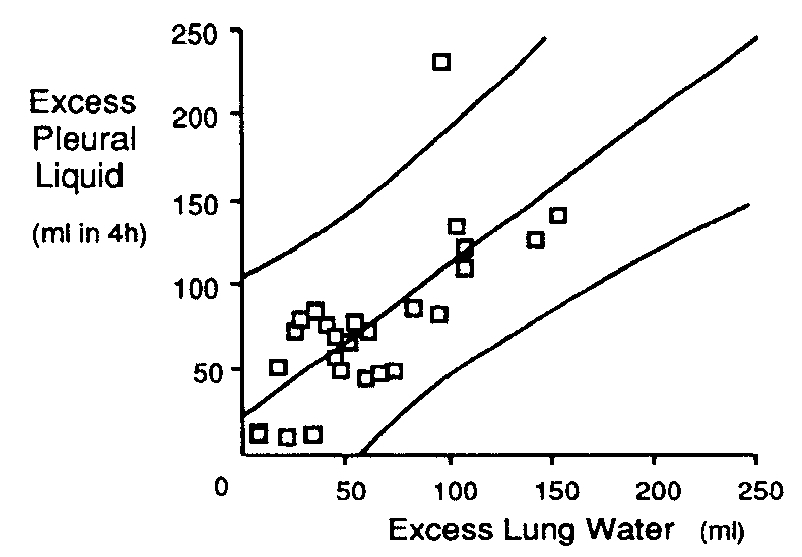 250
200
150
100
50
0
Excess
Pleural
Liquid
(ml in 4h)
50 100 150 200 250
Excess Lung Water (ml)